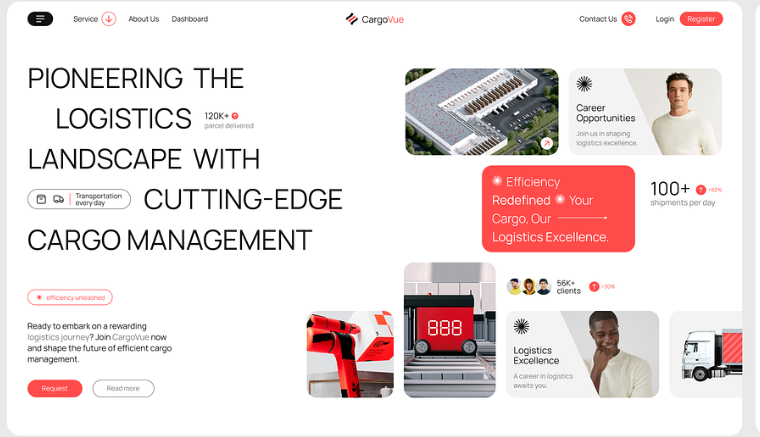 Service
About Us
Dashboard
CargoVue
Contact Us
Login
Register
PIONEERING THE
LOGISTICS
120K+
parcel delivered
LANDSCAPE WITH
Transportation
every day
CUTTING-EDGE
CARGO MANAGEMENT
efficiency unleashed
Ready to embark on a rewarding
logistics journey? Join CargoVue now
and shape the future of efficient cargo
management.
Request
Read more
Career
Opportunities
Join us in shaping
logistics excellence.
Efficiency
Redefined Your
Cargo, Our
Logistics Excellence.
100+
+90%
shipments per day
888
56K+
clients
+30%
Logistics
Excellence
A career in logistics
awaits you.